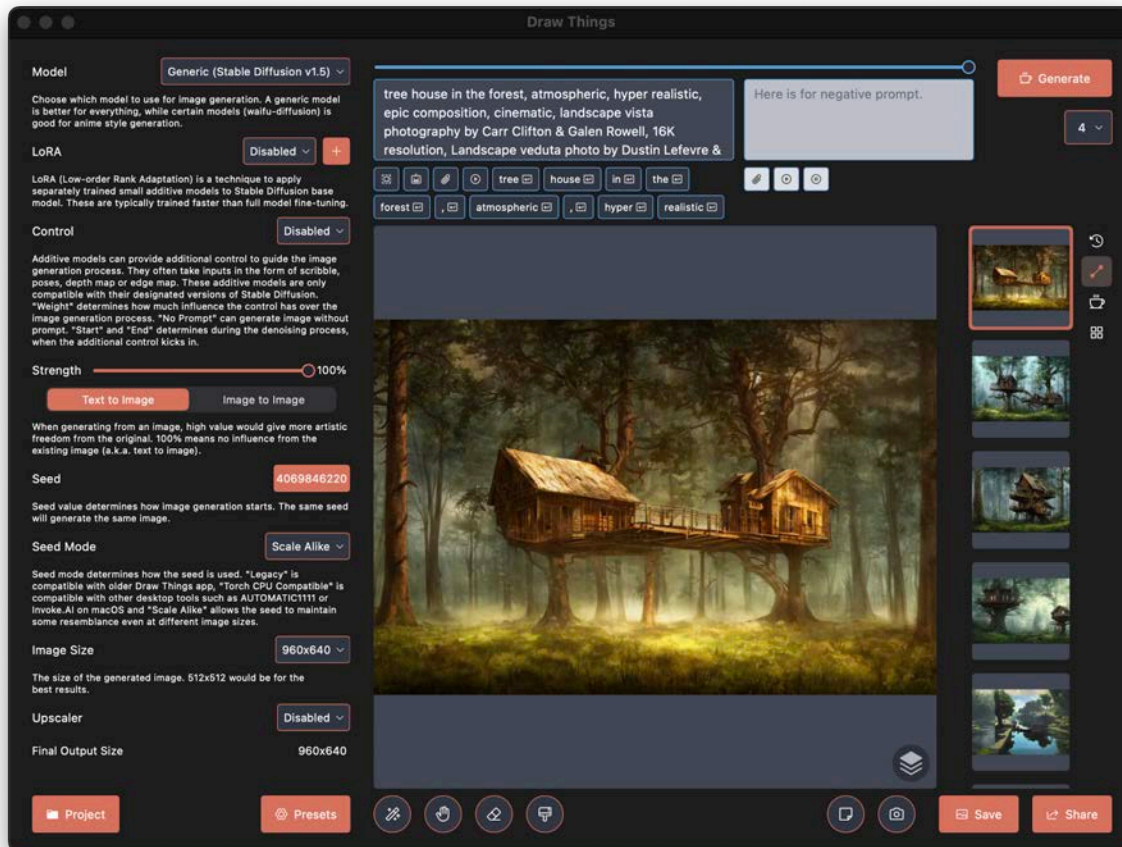 Draw Things
Model
Generic (Stable Diffusion v1.5)
Choose which model to use for image generation. A generic model
is better for everything, while certain models (waifu-diffusion) is
good for anime style generation.
LoRA
Disabled
LoRA (Low-order Rank Adaptation) is a technique to apply
separately trained small additive models to Stable Diffusion base
model. These are typically trained faster than full model fine-tuning.
Control
Disabled
Additive models can provide additional control to guide the image
generation process. They often take inputs in the form of scribble,
poses, depth map or edge map. These additive models are only
compatible with their designated versions of Stable Diffusion.
"Weight" determines how much influence the control has over the
image generation process. "No Prompt" can generate image without
prompt. "Start" and "End" determines during the denoising process,
when the additional control kicks in.
Strength
100%
Text to Image
Image to Image
When generating from an image, high value would give more artistic
freedom from the original. 100% means no influence from the
existing image (a.k.a. text to image).
Seed
4069846220
Seed value determines how image generation starts. The same seed
will generate the same image.
Seed Mode
Scale Alike
Seed mode determines how the seed is used. "Legacy" is
compatible with older Draw Things app, "Torch CPU Compatible" is
compatible with other desktop tools such as AUTOMATIC1111 or
Invoke.AI on macOS and "Scale Alike" allows the seed to maintain
some resemblance even at different image sizes.
Image Size
960x640
The size of the generated image. 512x512 would be for the
best results.
Upscaler
Disabled
Final Output Size
960x640
Project
Presets
tree house in the forest, atmospheric, hyper realistic,
epic composition, cinematic, landscape vista
photography by Carr Clifton & Galen Rowell, 16K
resolution, Landscape veduta photo by Dustin Lefevre &
tree house in the
forest , atmospheric , hyper realistic
Here is for negative prompt.
Generate
4
Save
Share